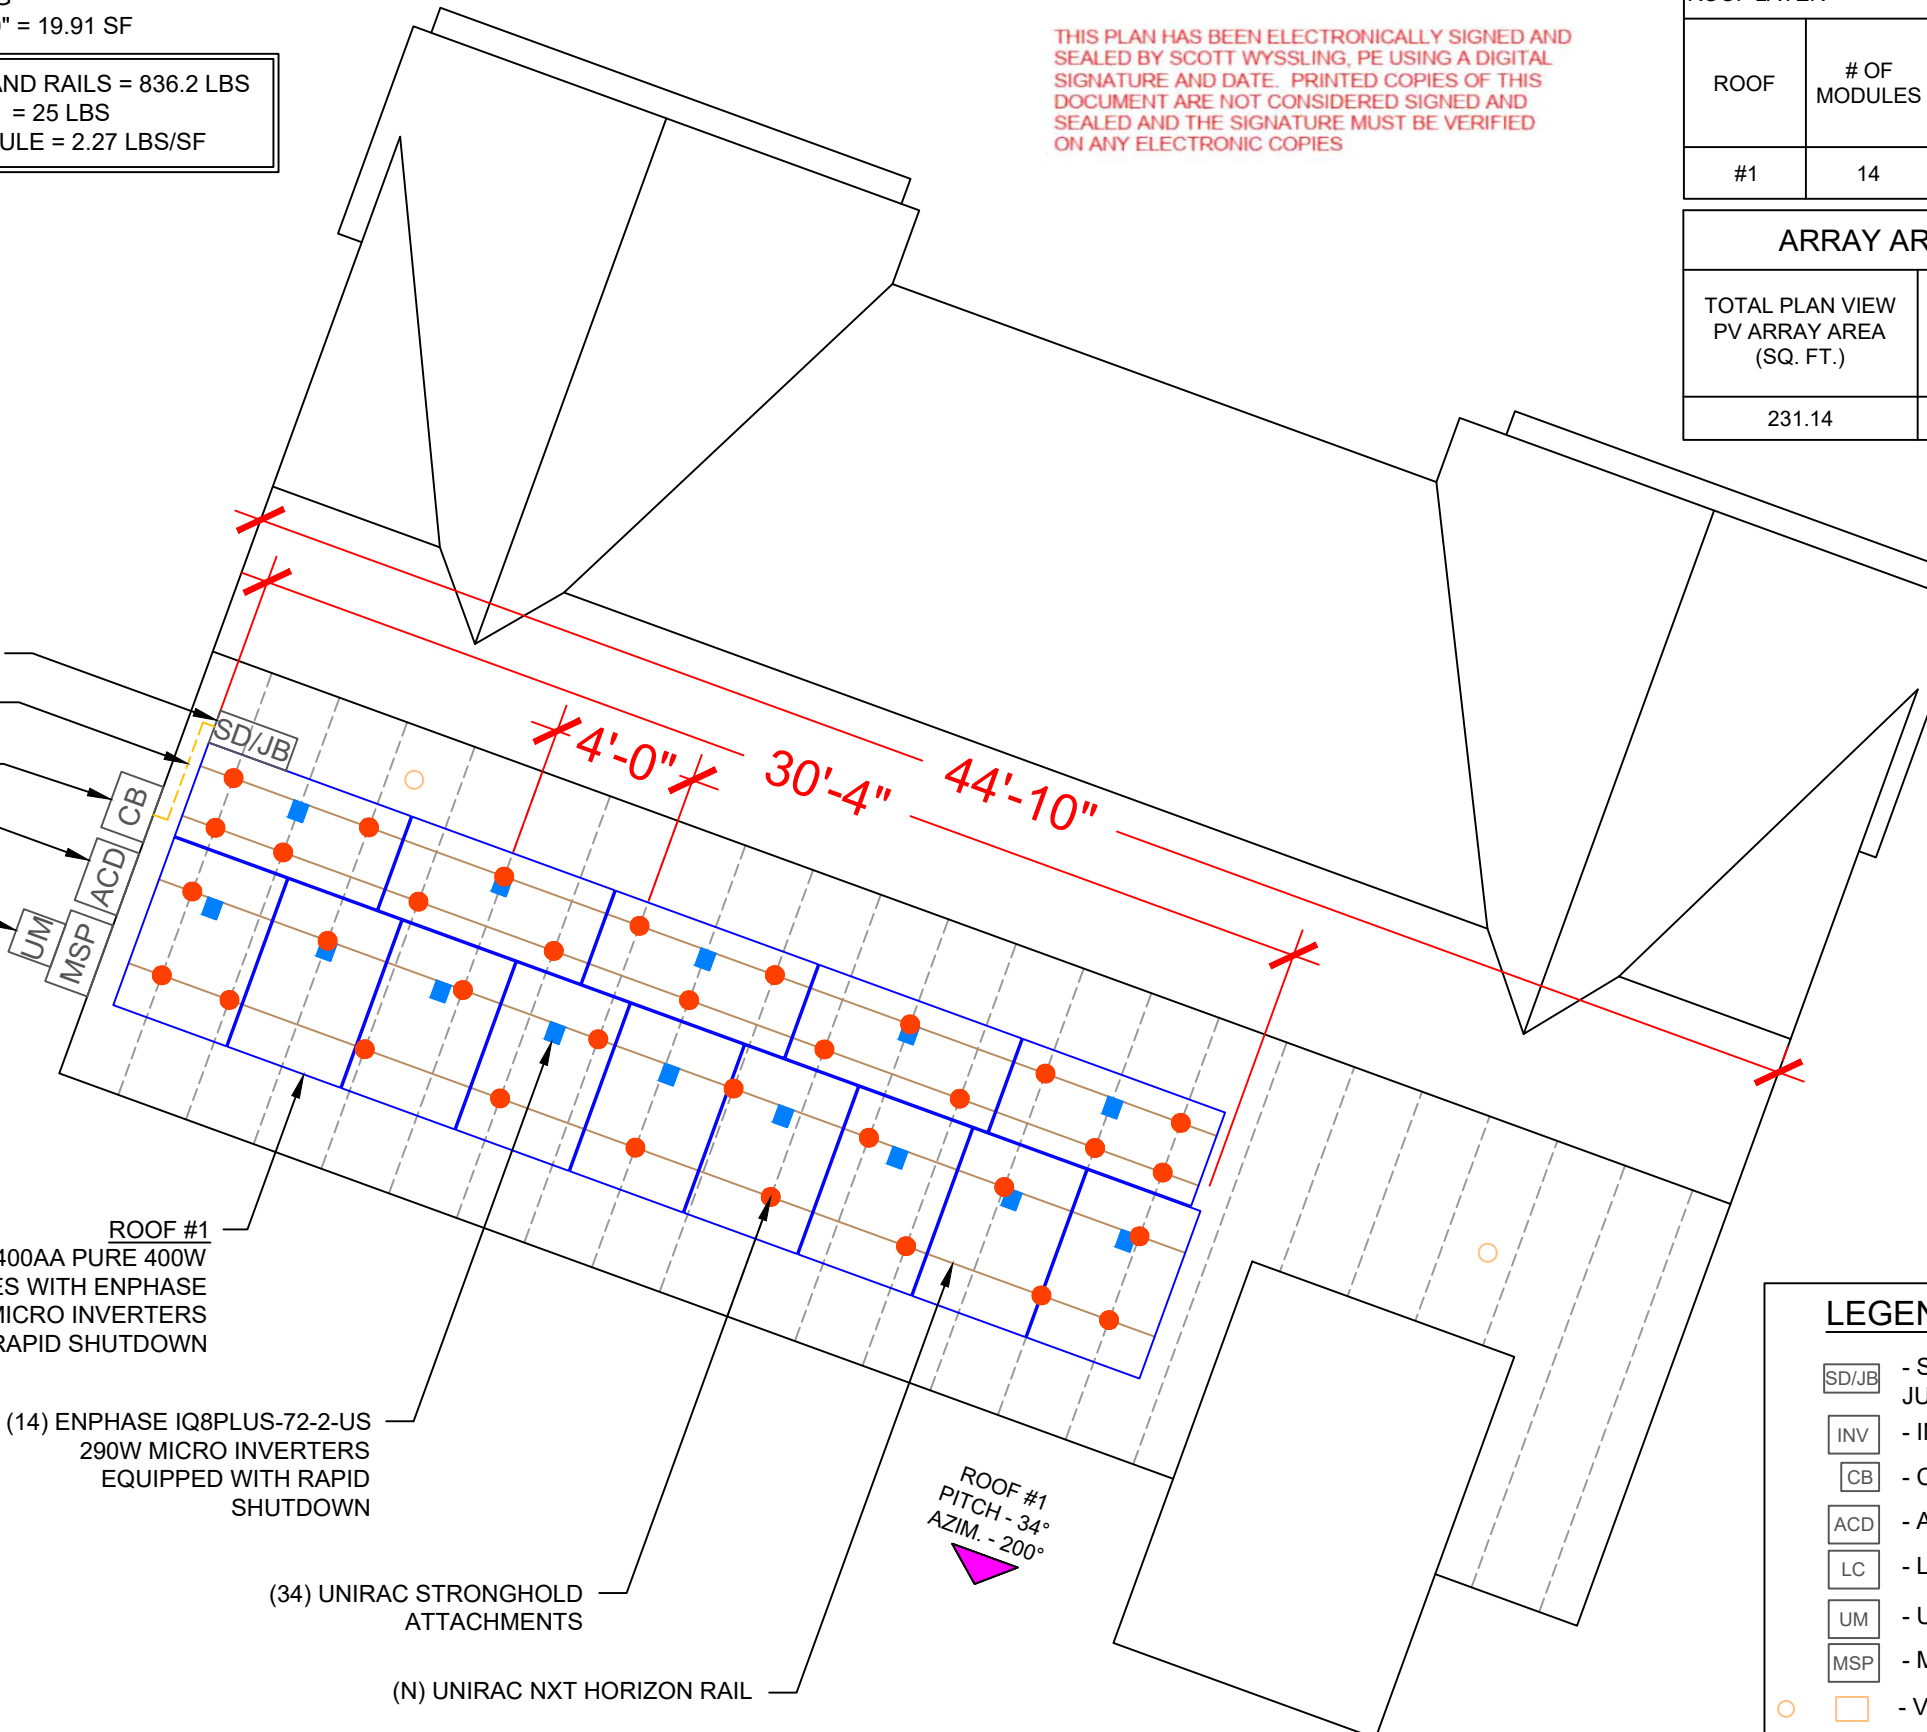 " = 19.91 SF
AND RAILS = 836.2 LBS
= 25 LBS
ULE = 2.27 LBS/SF
THIS PLAN HAS BEEN ELECTRONICALLY SIGNED AND
SEALED BY SCOTT WYSSLING, PE USING A DIGITAL
SIGNATURE AND DATE. PRINTED COPIES OF THIS
DOCUMENT ARE NOT CONSIDERED SIGNED AND
SEALED AND THE SIGNATURE MUST BE VERIFIED
ON ANY ELECTRONIC COPIES
ROOF
# OF
MODULES
#1
14
ARRAY AR
TOTAL PLAN VIEW
PV ARRAY AREA
(SQ. FT.)
231.14
SD/JB
CB
ACD
UM
MSP
4'-0"
30'-4"
44'-10"
ROOF #1
400AA PURE 400W
ES WITH ENPHASE
MICRO INVERTERS
RAPID SHUTDOWN
(14) ENPHASE IQ8PLUS-72-2-US
290W MICRO INVERTERS
EQUIPPED WITH RAPID
SHUTDOWN
(34) UNIRAC STRONGHOLD
ATTACHMENTS
(N) UNIRAC NXT HORIZON RAIL
ROOF #1
PITCH - 34°
AZIM. - 200°
LEGEN
SD/JB - S
JU
INV - I
CB - C
ACD - A
LC - L
UM - U
MSP - M
- V